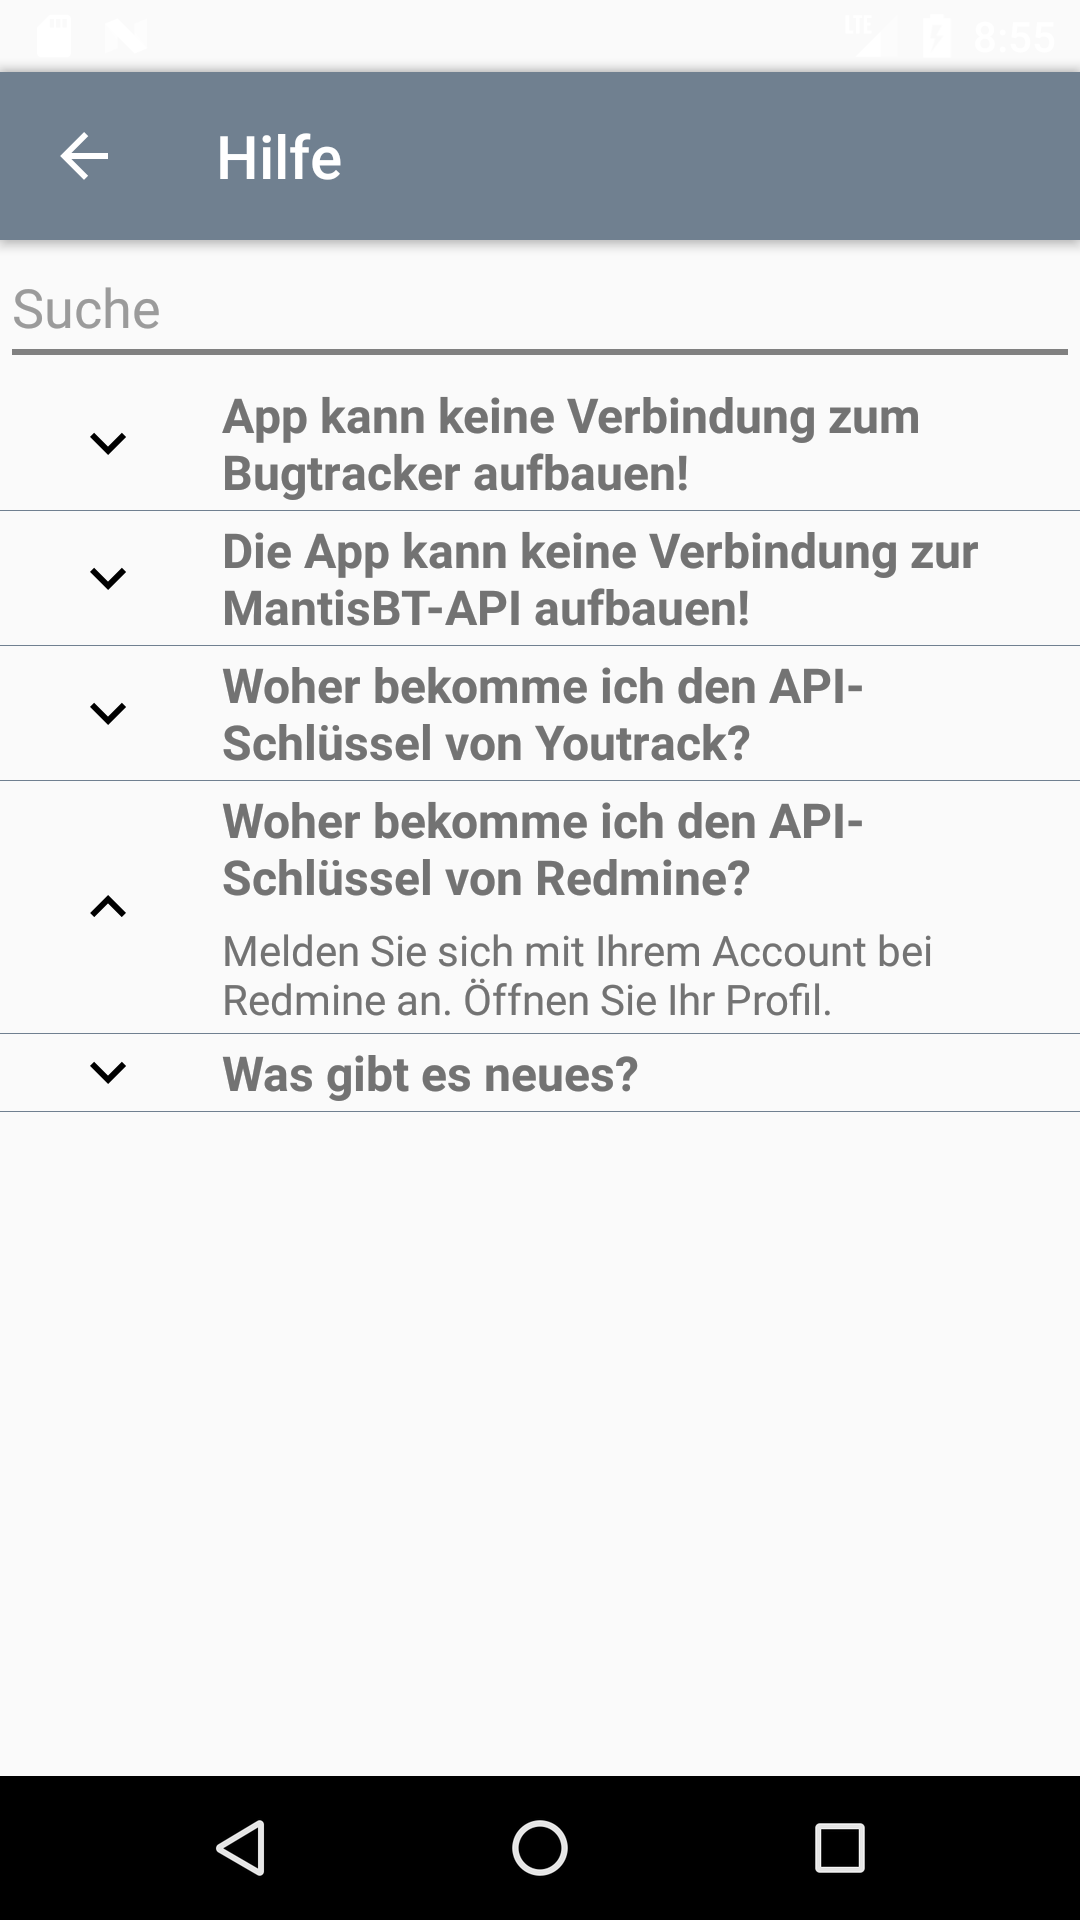 LTE 8:55
Hilfe
Suche
App kann keine Verbindung zum
Bugtracker aufbauen!
Die App kann keine Verbindung zur
MantisBT-API aufbauen!
Woher bekomme ich den API-
Schlüssel von Youtrack?
Woher bekomme ich den API-
Schlüssel von Redmine?
Melden Sie sich mit Ihrem Account bei
Redmine an. Öffnen Sie Ihr Profil.
Was gibt es neues?